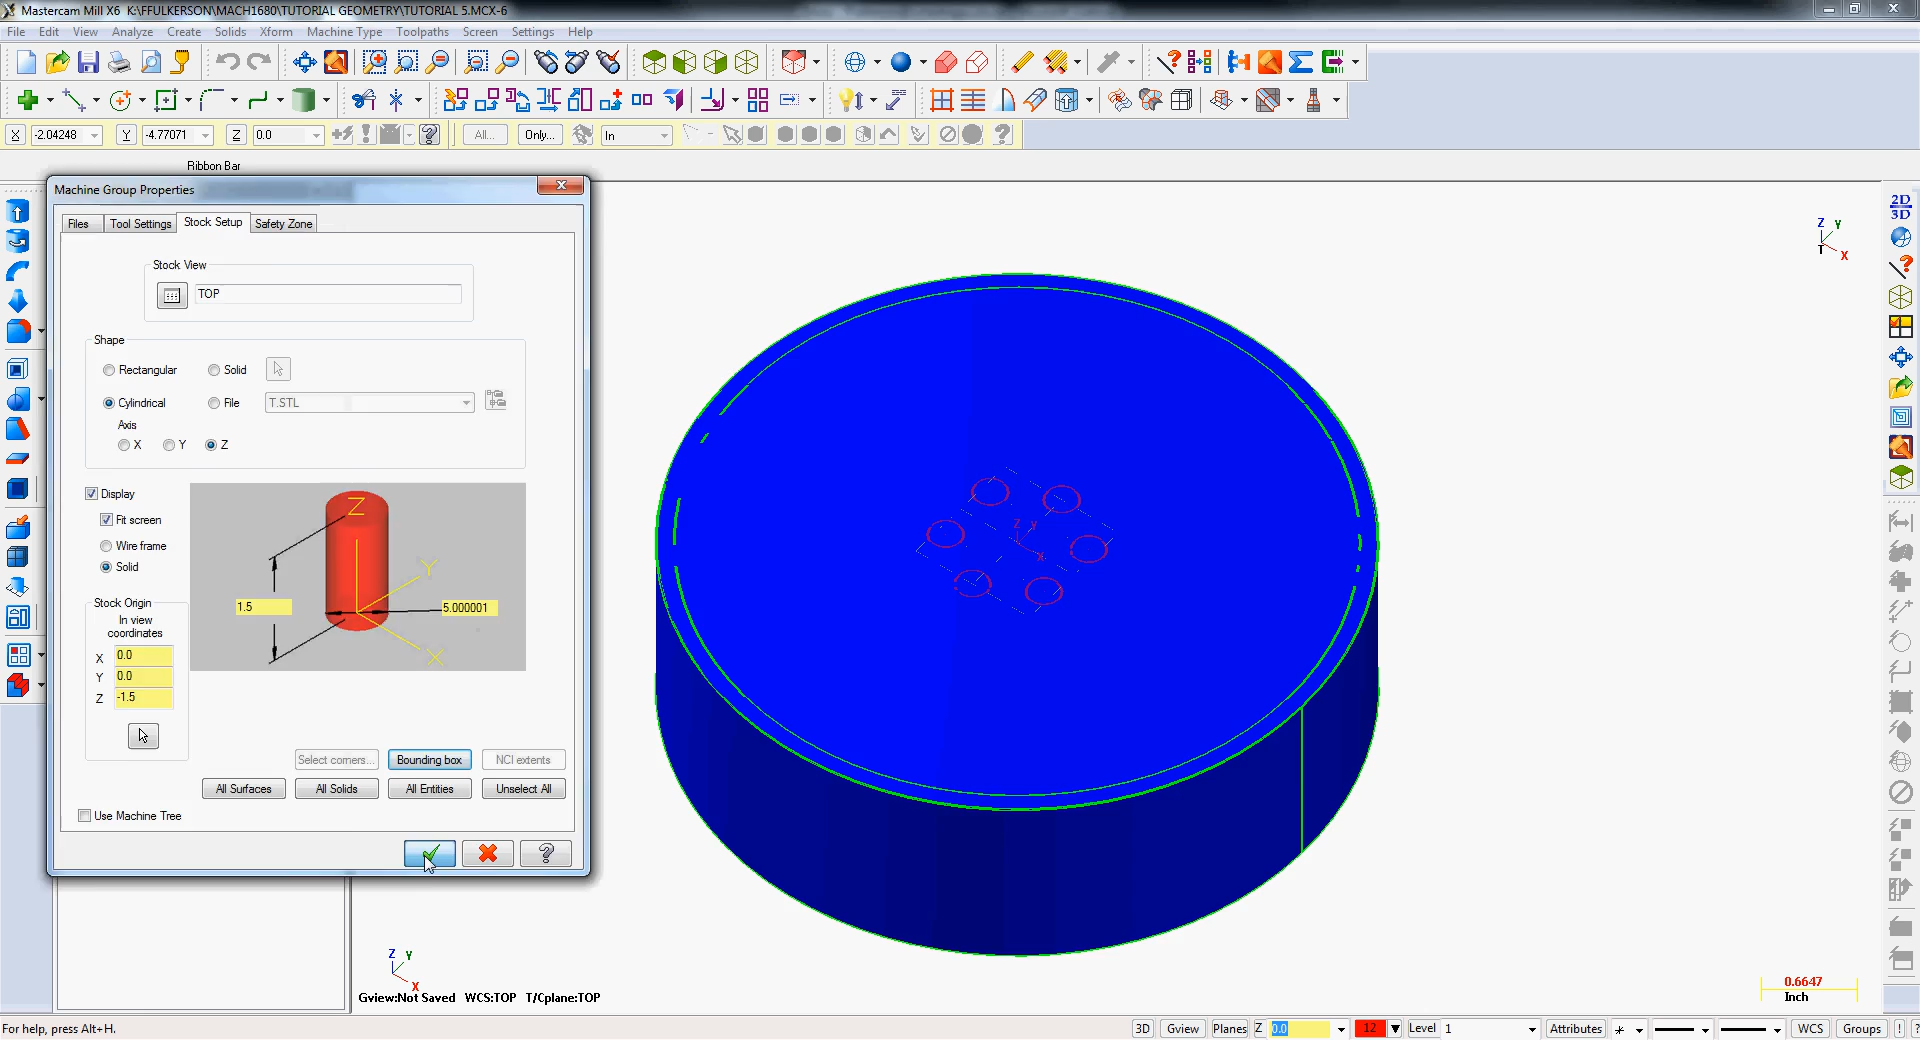 Mastercam Mill X6 K:\FFULKERSON\MACH1680\TUTORIAL GEOMETRY\TUTORIAL 5.MCX-6
File Edit View Analyze Create Solids Xform Machine Type Toolpaths Screen Settings Help
X -2.04248 Y -4.77071 Z 0.0 All... Only... In
Ribbon Bar
Machine Group Properties
Files Tool Settings Stock Setup Safety Zone
Stock View
TOP
Shape
Rectangular Solid
Cylindrical File T.STL
Axis
X Y Z
Display
Fit screen
Wire frame
Solid
Z
Y
X
1.5
5.000001
Stock Origin
In view
coordinates
X 0.0
Y 0.0
Z -1.5
Select corners... Bounding box NCI extents
All Surfaces All Solids All Entities Unselect All
Use Machine Tree
2D
3D
Z Y
T X
Z Y
X
Z Y
X
Gview:Not Saved WCS:TOP T/Cplane:TOP
0.6647
Inch
For help, press Alt+H.
3D Gview Planes Z 0.0 12 Level 1 Attributes WCS Groups ! ?